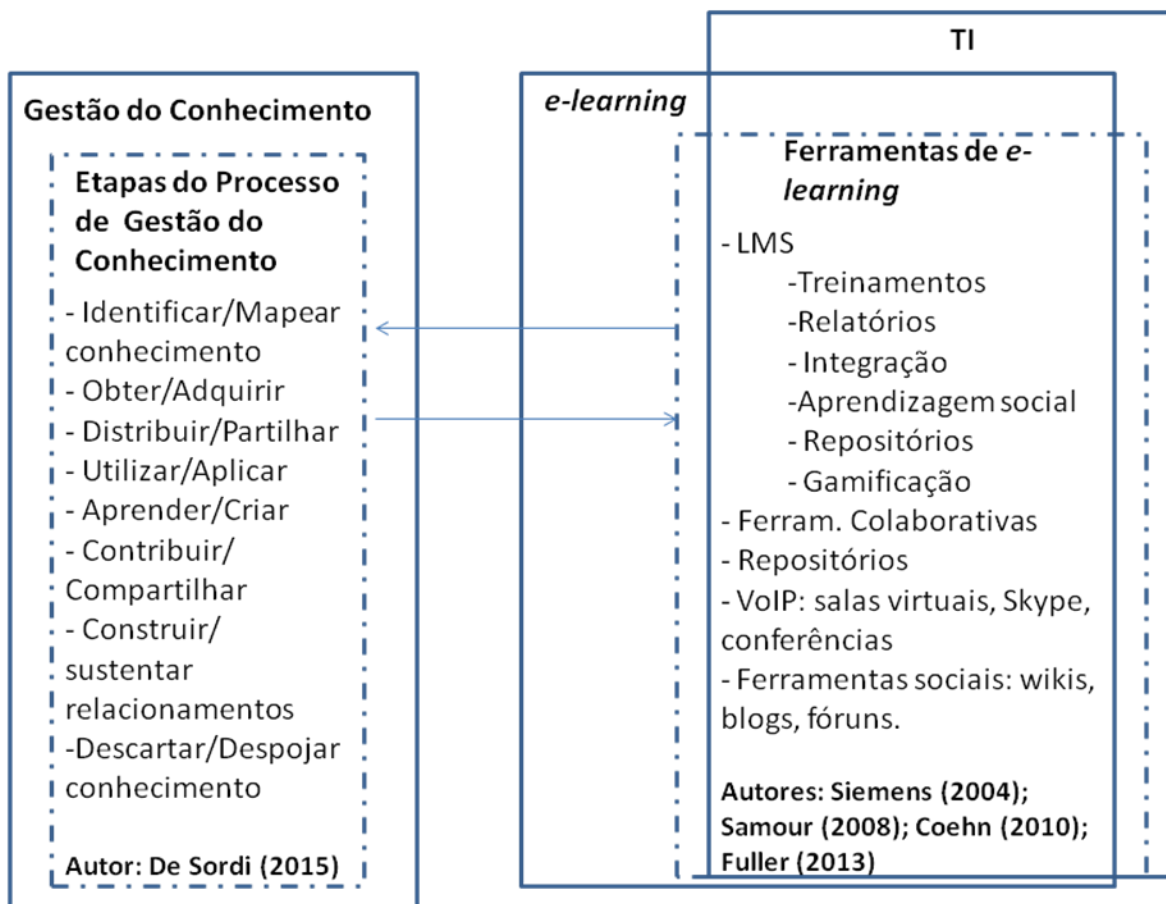 TI
Gestão do Conhecimento
Etapas do Processo
de Gestão do
Conhecimento
- Identificar/Mapear
conhecimento
- Obter/Adquirir
- Distribuir/Partilhar
- Utilizar/Aplicar
- Aprender/Criar
- Contribuir/
Compartilhar
- Construir/
sustentar
relacionamentos
-Descartar/Despojar
conhecimento
Autor: De Sordi (2015)
e-learning
Ferramentas de e-
learning
- LMS
-Treinamentos
-Relatórios
- Integração
-Aprendizagem social
- Repositórios
- Gamificação
- Ferram. Colaborativas
- Repositórios
- VoIP: salas virtuais, Skype,
conferências
- Ferramentas sociais: wikis,
blogs, fóruns.
Autores: Siemens (2004);
Samour (2008); Coehn (2010);
Fuller (2013)